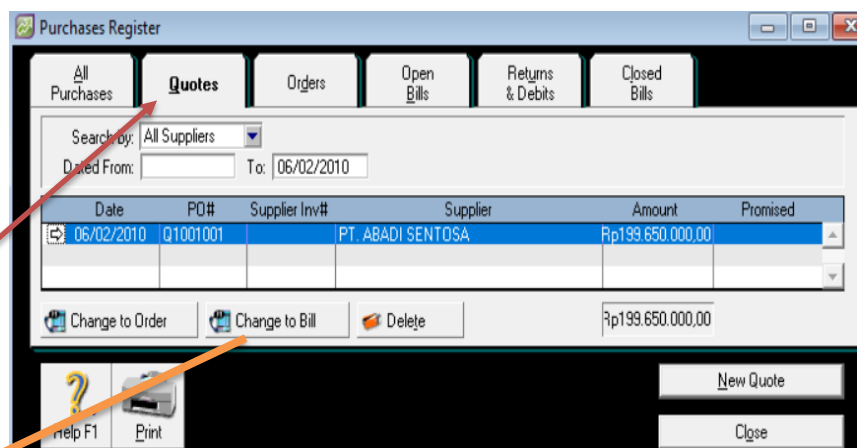 Purchases Register
All Purchases
Quotes
Orders
Open Bills
Returns & Debits
Closed Bills
Search by: All Suppliers
Dated From: To: 06/02/2010
Date PO# Supplier Inv# Supplier Amount Promised
06/02/2010 Q1001001 PT. ABADI SENTOSA Rp199.650.000,00
Change to Order Change to Bill Delete Rp199.650.000,00
New Quote
Help F1 Print
Close